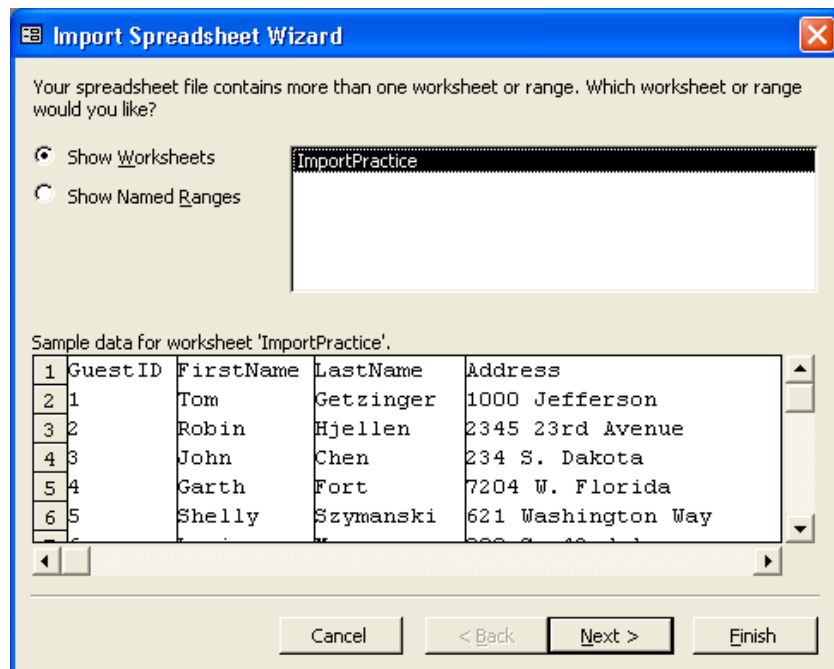 Import Spreadsheet Wizard
Your spreadsheet file contains more than one worksheet or range. Which worksheet or range
would you like?
Show Worksheets
ImportPractice
Show Named Ranges
Sample data for worksheet 'ImportPractice'.
1 GuestID FirstName LastName Address
2 1 Tom Getzinger 1000 Jefferson
3 2 Robin Hjellen 2345 23rd Avenue
4 3 John Chen 234 S. Dakota
5 4 Garth Fort 7204 W. Florida
6 5 Shelly Szymanski 621 Washington Way
Cancel < Back Next > Finish